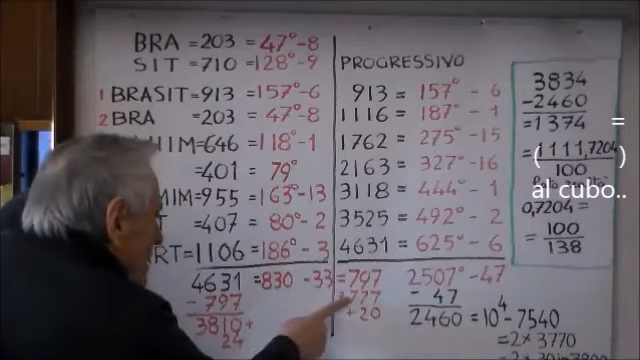 BRA = 203 = 47° - 8
SIT = 710 = 128° - 9
1 BRASIT = 913 = 157° - 6
2 BRA = 203 = 47° - 8
HIM = 646 = 118° - 1
= 401 = 79°
MIM = 955 = 163° - 13
T = 407 = 80° - 2
ART = 1106 = 186° - 3
4631 = 830 - 33 = 797
- 797
3810 +
24
PROGRESSIVO
913 = 157° - 6
1116 = 187° - 1
1762 = 275° - 15
2163 = 327° - 16
3118 = 444° - 1
3525 = 492° - 2
4631 = 625° - 6
777
+ 20
2507° - 47
- 47
2460 = 10⁴ - 7540
= 2 × 3770
3834
- 2460
= 1374
= 1111,7204
100
= ( )
al cubo..
0,7204 =
= 100
138